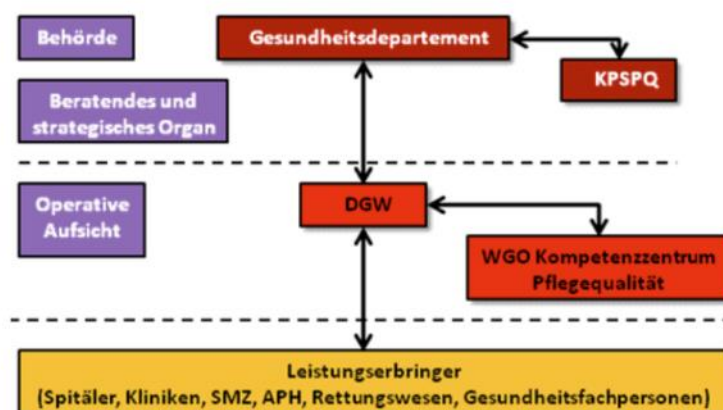 Behörde
Gesundheitsdepartement
KPSPQ
Beratendes und
strategisches Organ
Operative
Aufsicht
DGW
WGO Kompetenzzentrum
Pflegequalität
Leistungserbringer
(Spitäler, Kliniken, SMZ, APH, Rettungswesen, Gesundheitsfachpersonen)